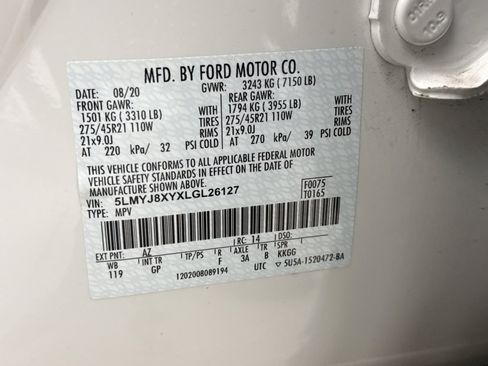 MFD. BY FORD MOTOR CO.
DATE: 08/20 GVWR: 3243 KG ( 7150 LB)
FRONT GAWR: REAR GAWR:
1501 KG ( 3310 LB) WITH 1794 KG ( 3955 LB) WITH
275/45R21 110W TIRES 275/45R21 110W TIRES
21x9.0J RIMS 21x9.0J RIMS
AT 220 kPa/ 32 PSI COLD AT 270 kPa/ 39 PSI COLD
THIS VEHICLE CONFORMS TO ALL APPLICABLE FEDERAL MOTOR
VEHICLE SAFETY STANDARDS IN EFFECT ON THE DATE OF
MANUFACTURE SHOWN ABOVE.
VIN: 5LMYJ8XYXLGL26127 F0075
TYPE: MPV T0165
EXT PNT: AZ RC: 14 DSO:
WB INT TR TP/PS R AXLE TR SPR
119 GP F 3A B KKGG
1202008089194 UTC 5U5A-1520472-BA